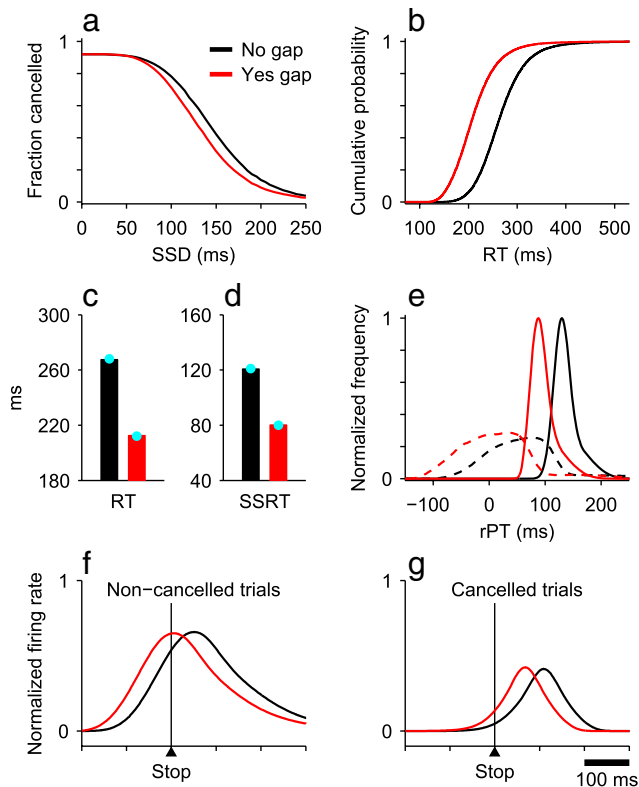 a
Fraction cancelled
1
0
No gap
Yes gap
0 50 100 150 200 250
SSD (ms)
b
Cumulative probability
1
0
100 200 300 400 500
RT (ms)
c
ms
300
260
220
180
RT
d
160
120
80
40
SSRT
e
Normalized frequency
1
0
−100 0 100 200
rPT (ms)
f
Normalized firing rate
1
0
Non−cancelled trials
Stop
g
1
0
Cancelled trials
Stop
100 ms